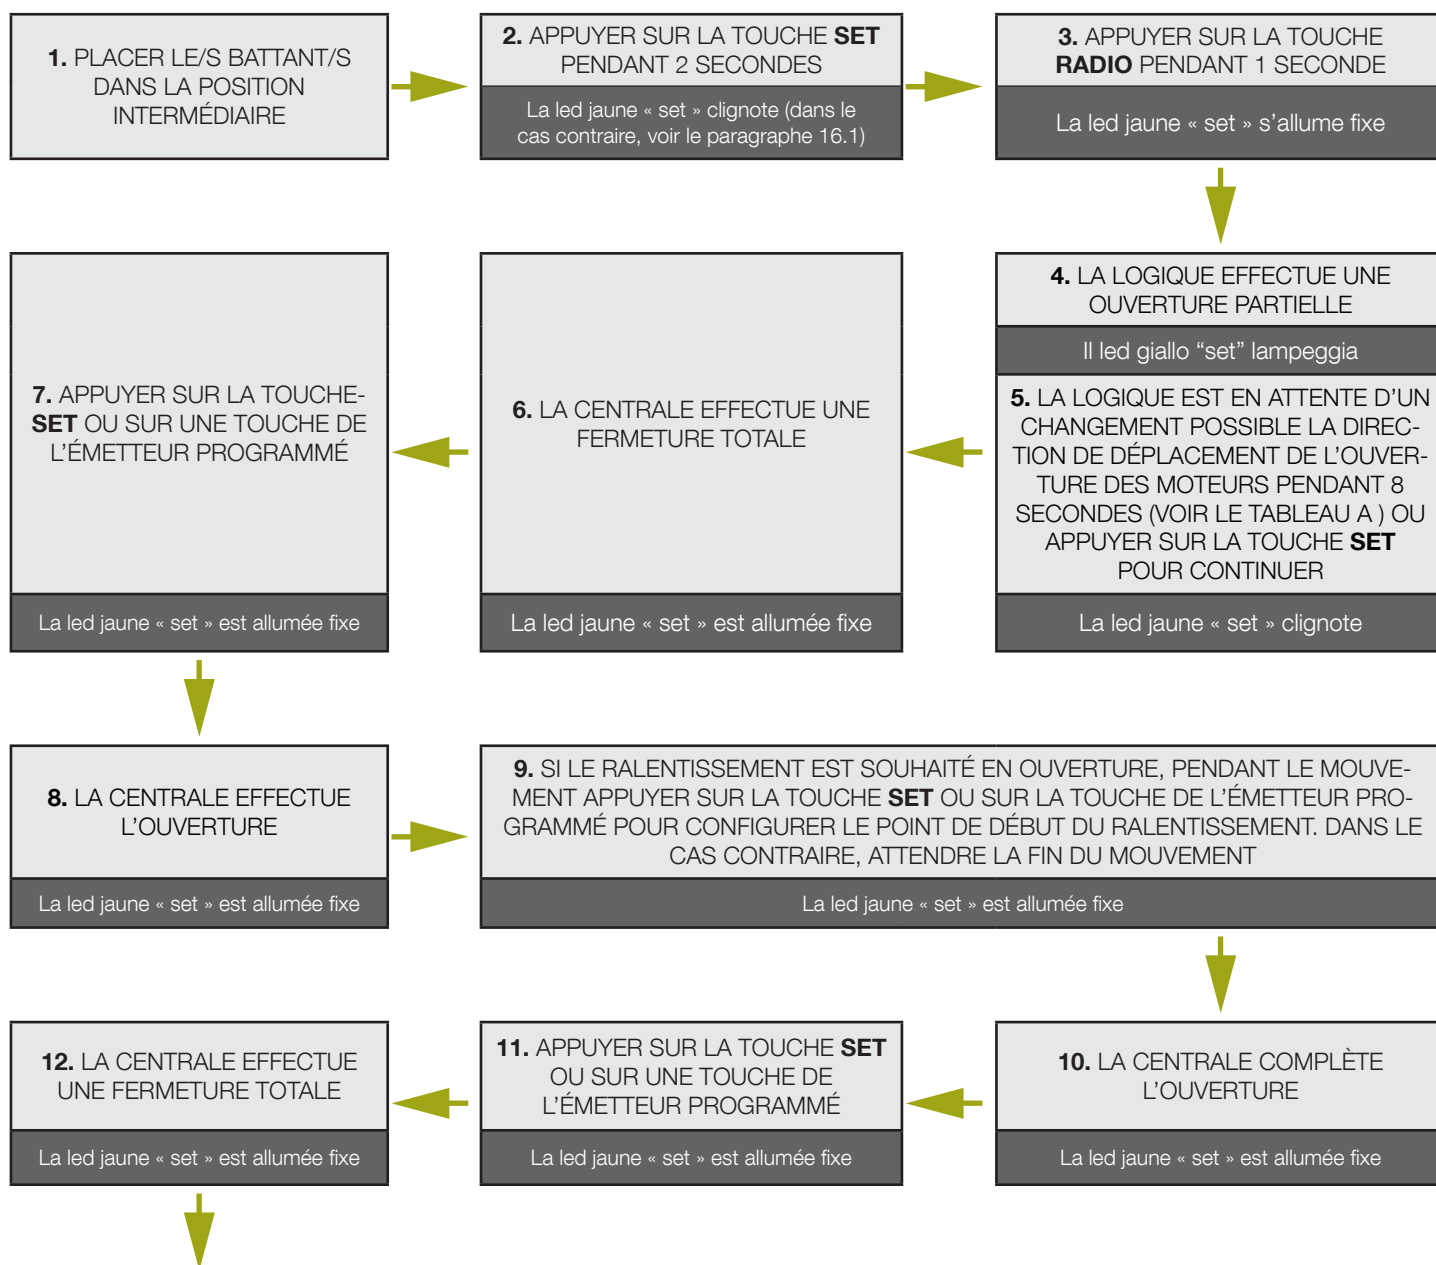 1. PLACER LE/S BATTANT/S
DANS LA POSITION
INTERMÉDIAIRE
2. APPUYER SUR LA TOUCHE SET
PENDANT 2 SECONDES
La led jaune « set » clignote (dans le
cas contraire, voir le paragraphe 16.1)
3. APPUYER SUR LA TOUCHE
RADIO PENDANT 1 SECONDE
La led jaune « set » s'allume fixe
4. LA LOGIQUE EFFECTUE UNE
OUVERTURE PARTIELLE
Il led giallo “set” lampeggia
5. LA LOGIQUE EST EN ATTENTE D'UN
CHANGEMENT POSSIBLE LA DIREC-
TION DE DÉPLACEMENT DE L'OUVER-
TURE DES MOTEURS PENDANT 8
SECONDES (VOIR LE TABLEAU A ) OU
APPUYER SUR LA TOUCHE SET
POUR CONTINUER
La led jaune « set » clignote
6. LA CENTRALE EFFECTUE UNE
FERMETURE TOTALE
La led jaune « set » est allumée fixe
7. APPUYER SUR LA TOUCHE-
SET OU SUR UNE TOUCHE DE
L'ÉMETTEUR PROGRAMMÉ
La led jaune « set » est allumée fixe
8. LA CENTRALE EFFECTUE
L'OUVERTURE
La led jaune « set » est allumée fixe
9. SI LE RALENTISSEMENT EST SOUHAITÉ EN OUVERTURE, PENDANT LE MOUVE-
MENT APPUYER SUR LA TOUCHE SET OU SUR LA TOUCHE DE L'ÉMETTEUR PRO-
GRAMMÉ POUR CONFIGURER LE POINT DE DÉBUT DU RALENTISSEMENT. DANS LE
CAS CONTRAIRE, ATTENDRE LA FIN DU MOUVEMENT
La led jaune « set » est allumée fixe
10. LA CENTRALE COMPLÈTE
L'OUVERTURE
La led jaune « set » est allumée fixe
11. APPUYER SUR LA TOUCHE SET
OU SUR UNE TOUCHE DE
L'ÉMETTEUR PROGRAMMÉ
La led jaune « set » est allumée fixe
12. LA CENTRALE EFFECTUE
UNE FERMETURE TOTALE
La led jaune « set » est allumée fixe